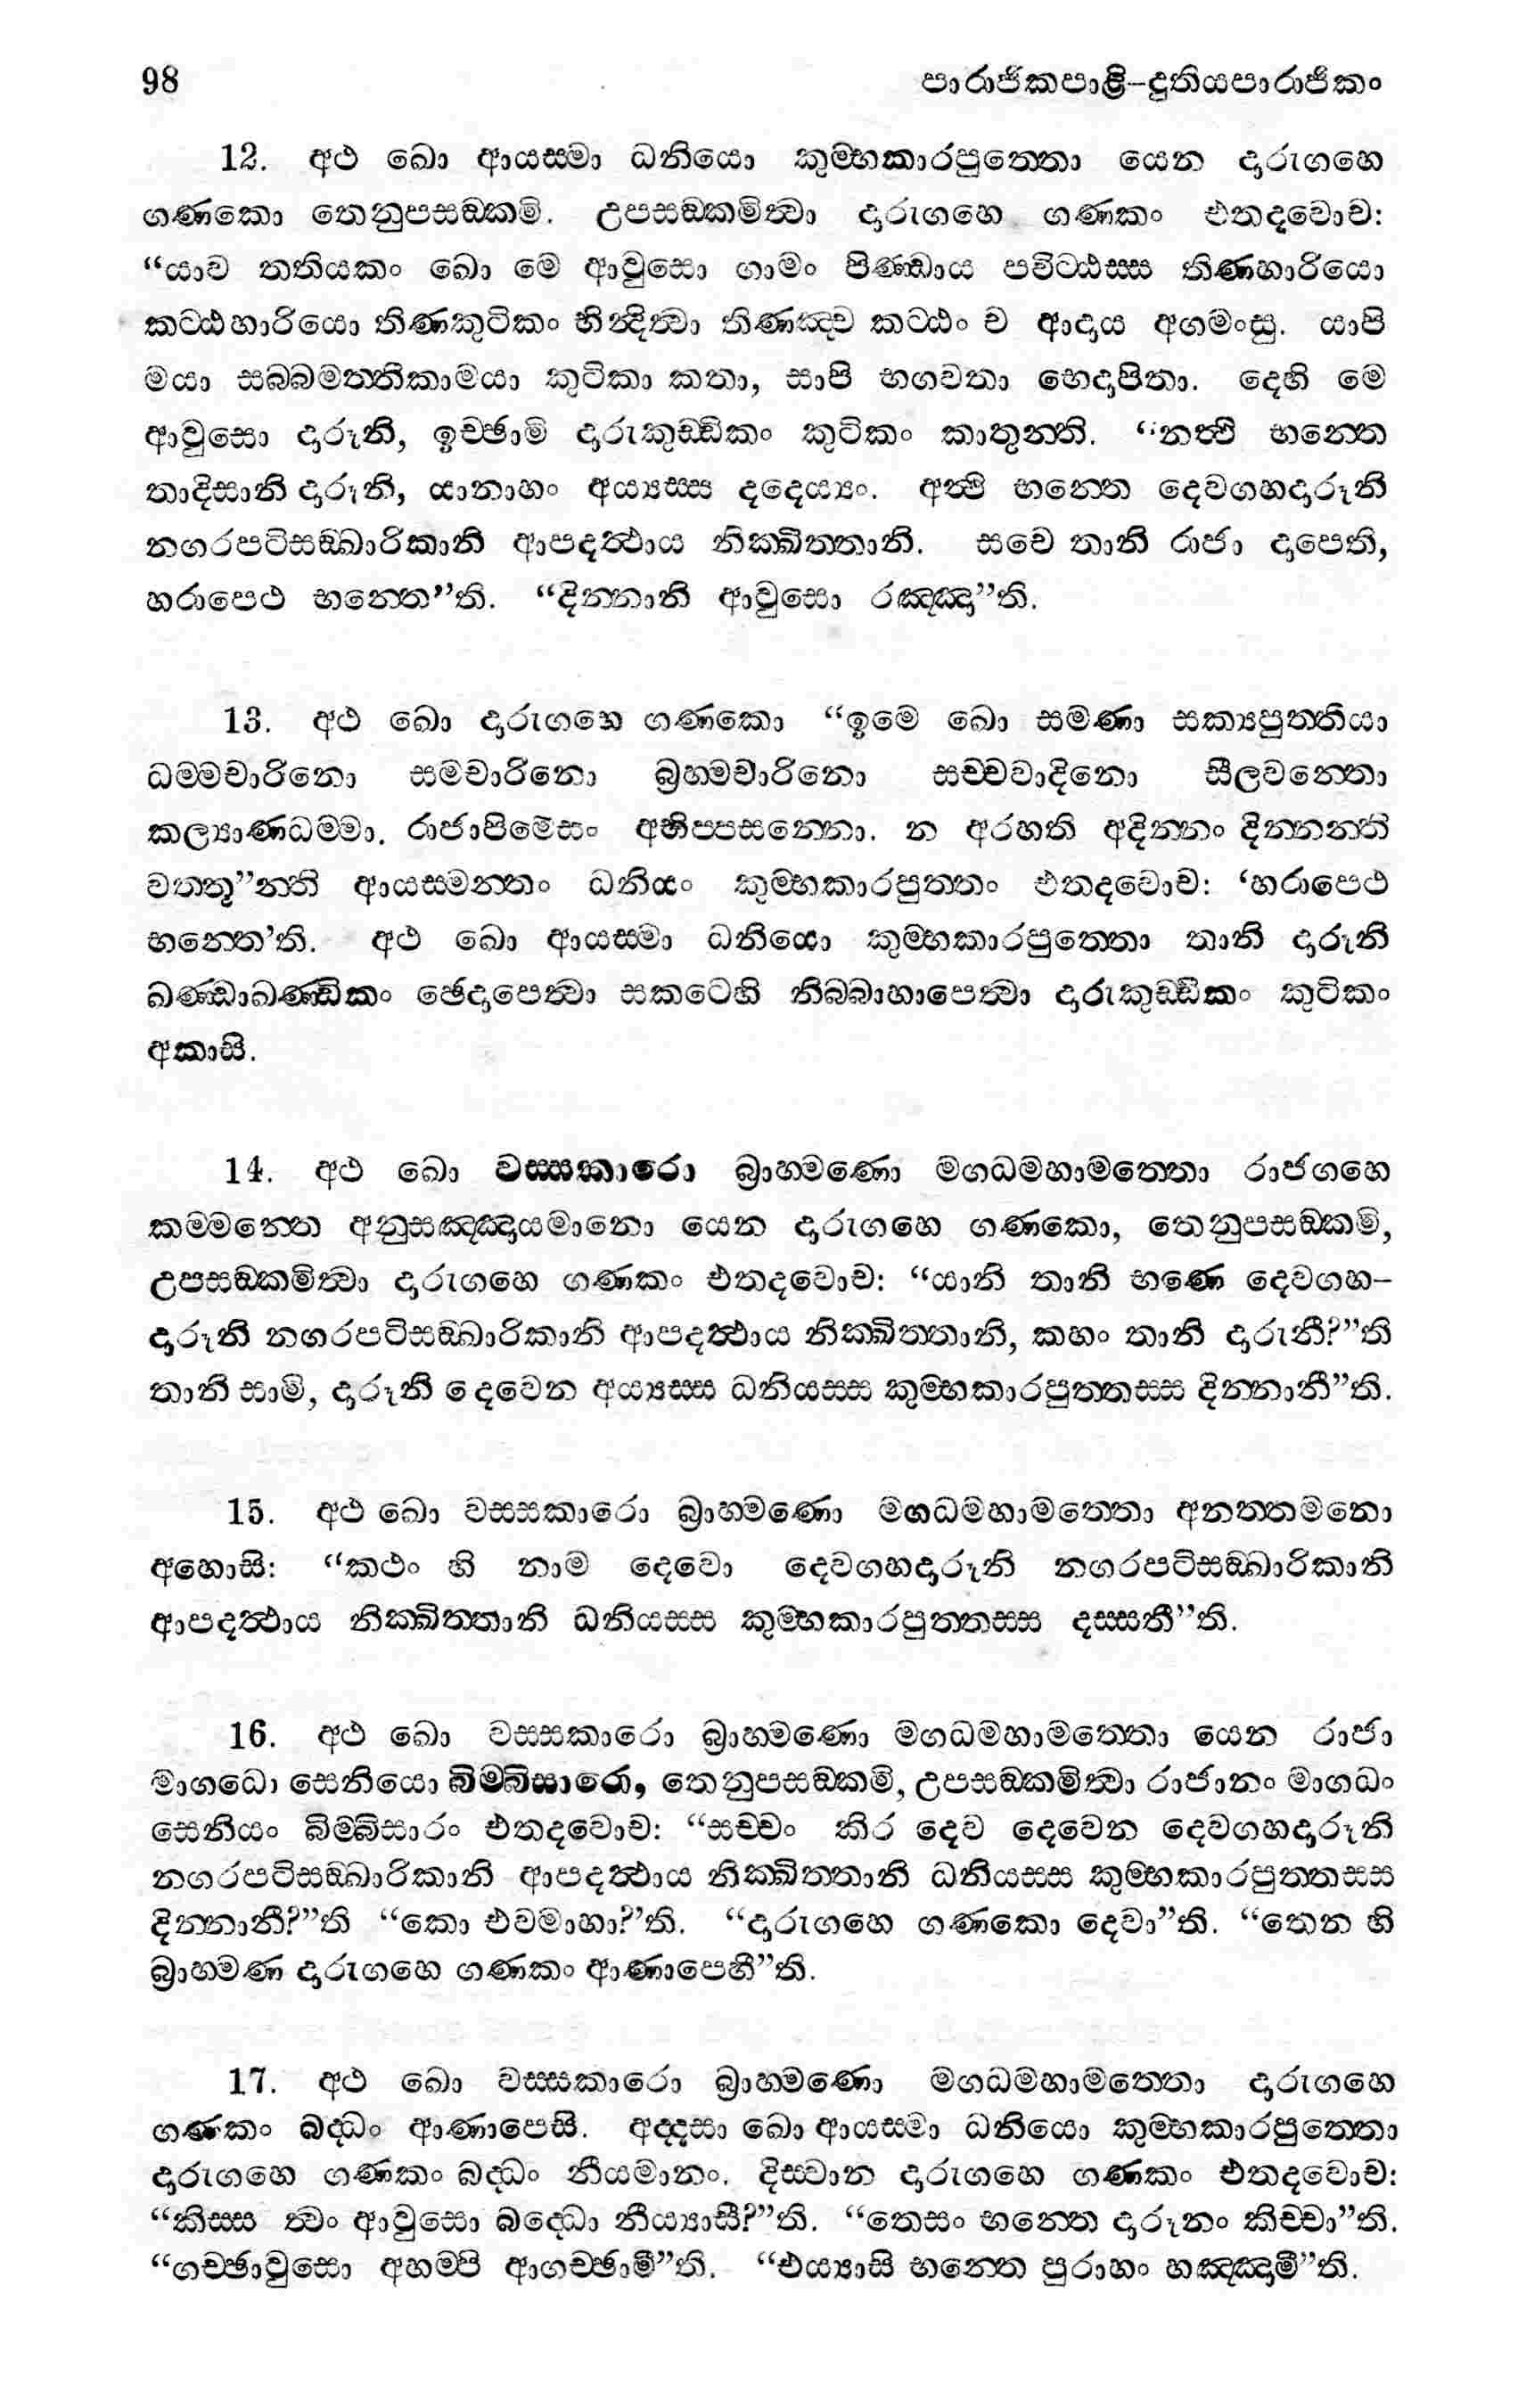 98 පාරාජිකපාළි–දුතියපාරාජිකං
12. අථ ඛො ආයස්මා ධනියො කුම්භකාරපුත්තො යෙන දාරුගහෙ
ගණකො තෙනුපසඞ්කමි. උපසඞ්කමිත්වා දාරුගහෙ ගණකං එතදවොච:
“යාව තතියකං ඛො මෙ ආවුසො ගාමං පිණ්ඩාය පවිට්ඨස්ස තිණහාරියො
කට්ඨහාරියො තිණකුටිකං භින්දිත්වා තිණඤ්ච කට්ඨං ච ආදාය අගමංසු. යාපි
මයා සබ්බමත්තිකාමයා කුටිකා කතා, සාපි භගවතා භෙදාපිතා. දෙහි මෙ
ආවුසො දාරූනි, ඉච්ඡාමි දාරුකුඩ්ඩිකං කුටිකං කාතුන්ති. “නත්ථි භන්තෙ
තාදිසානි දාරූනි, යානාහං අය්‍යස්ස දදෙය්‍යං. අත්ථි භන්තෙ දෙවගහදාරූනි
නගරපටිසඞ්ඛාරිකානි ආපදත්ථාය නික්ඛිත්තානි. සචෙ තානි රාජා දාපෙති,
හරාපෙථ භන්තෙ”ති. “දින්නානි ආවුසො රඤ්ඤා”ති.
13. අථ ඛො දාරුගහෙ ගණකො “ඉමෙ ඛො සමණා සක්‍යපුත්තියා
ධම්මචාරිනො සමචාරිනො බ්‍රහ්මචාරිනො සච්චවාදිනො සීලවන්තො
කල්‍යාණධම්මා. රාජාපිමෙසං අභිප්පසන්නො. න අරහති අදින්නං දින්නන්ති
වත්තූ”න්ති ආයස්මන්තං ධනියං කුම්භකාරපුත්තං එතදවොච: ‘හරාපෙථ
භන්තෙ’ති. අථ ඛො ආයස්මා ධනියො කුම්භකාරපුත්තො තානි දාරූනි
ඛණ්ඩාඛණ්ඩිකං ඡෙදාපෙත්වා සකටෙහි නිබ්බාහාපෙත්වා දාරුකුඩ්ඩිකං කුටිකං
අකාසි.
14. අථ ඛො වස්සකාරො බ්‍රාහ්මණො මගධමහාමත්තො රාජගහෙ
කම්මන්තෙ අනුසඤ්ඤායමානො යෙන දාරුගහෙ ගණකො, තෙනුපසඞ්කමි,
උපසඞ්කමිත්වා දාරුගහෙ ගණකං එතදවොච: “යානි තානි භණෙ දෙවගහ–
දාරූනි නගරපටිසඞ්ඛාරිකානි ආපදත්ථාය නික්ඛිත්තානි, කහං තානි දාරූනී?”ති
තානි සාමි, දාරූනි දෙවෙන අය්‍යස්ස ධනියස්ස කුම්භකාරපුත්තස්ස දින්නානී”ති.
15. අථ ඛො වස්සකාරො බ්‍රාහ්මණො මගධමහාමත්තො අනත්තමනො
අහොසි: “කථං හි නාම දෙවො දෙවගහදාරූනි නගරපටිසඞ්ඛාරිකානි
ආපදත්ථාය නික්ඛිත්තානි ධනියස්ස කුම්භකාරපුත්තස්ස දස්සතී”ති.
16. අථ ඛො වස්සකාරො බ්‍රාහ්මණො මගධමහාමත්තො යෙන රාජා
මාගධො සෙනියො බිම්බිසාරො, තෙනුපසඞ්කමි, උපසඞ්කමිත්වා රාජානං මාගධං
සෙනියං බිම්බිසාරං එතදවොච: “සච්චං කිර දෙව දෙවෙන දෙවගහදාරූනි
නගරපටිසඞ්ඛාරිකානි ආපදත්ථාය නික්ඛිත්තානි ධනියස්ස කුම්භකාරපුත්තස්ස
දින්නානී?”ති “කො එවමාහා?’ති. “දාරුගහෙ ගණකො දෙවා”ති. “තෙන හි
බ්‍රාහ්මණ දාරුගහෙ ගණකං ආණාපෙහී”ති.
17. අථ ඛො වස්සකාරො බ්‍රාහ්මණො මගධමහාමත්තො දාරුගහෙ
ගණකං බද්ධං ආණාපෙසි. අද්දසා ඛො ආයස්මා ධනියො කුම්භකාරපුත්තො
දාරුගහෙ ගණකං බද්ධං නීයමානං. දිස්වාන දාරුගහෙ ගණකං එතදවොච:
“කිස්ස ත්වං ආවුසො බද්ධො නීය්‍යාසී?”ති. “තෙසං භන්තෙ දාරූනං කිච්චා”ති.
“ගච්ඡාවුසො අහම්පි ආගච්ඡාමී”ති. “එය්‍යාසි භන්තෙ පුරාහං හඤ්ඤාමී”ති.